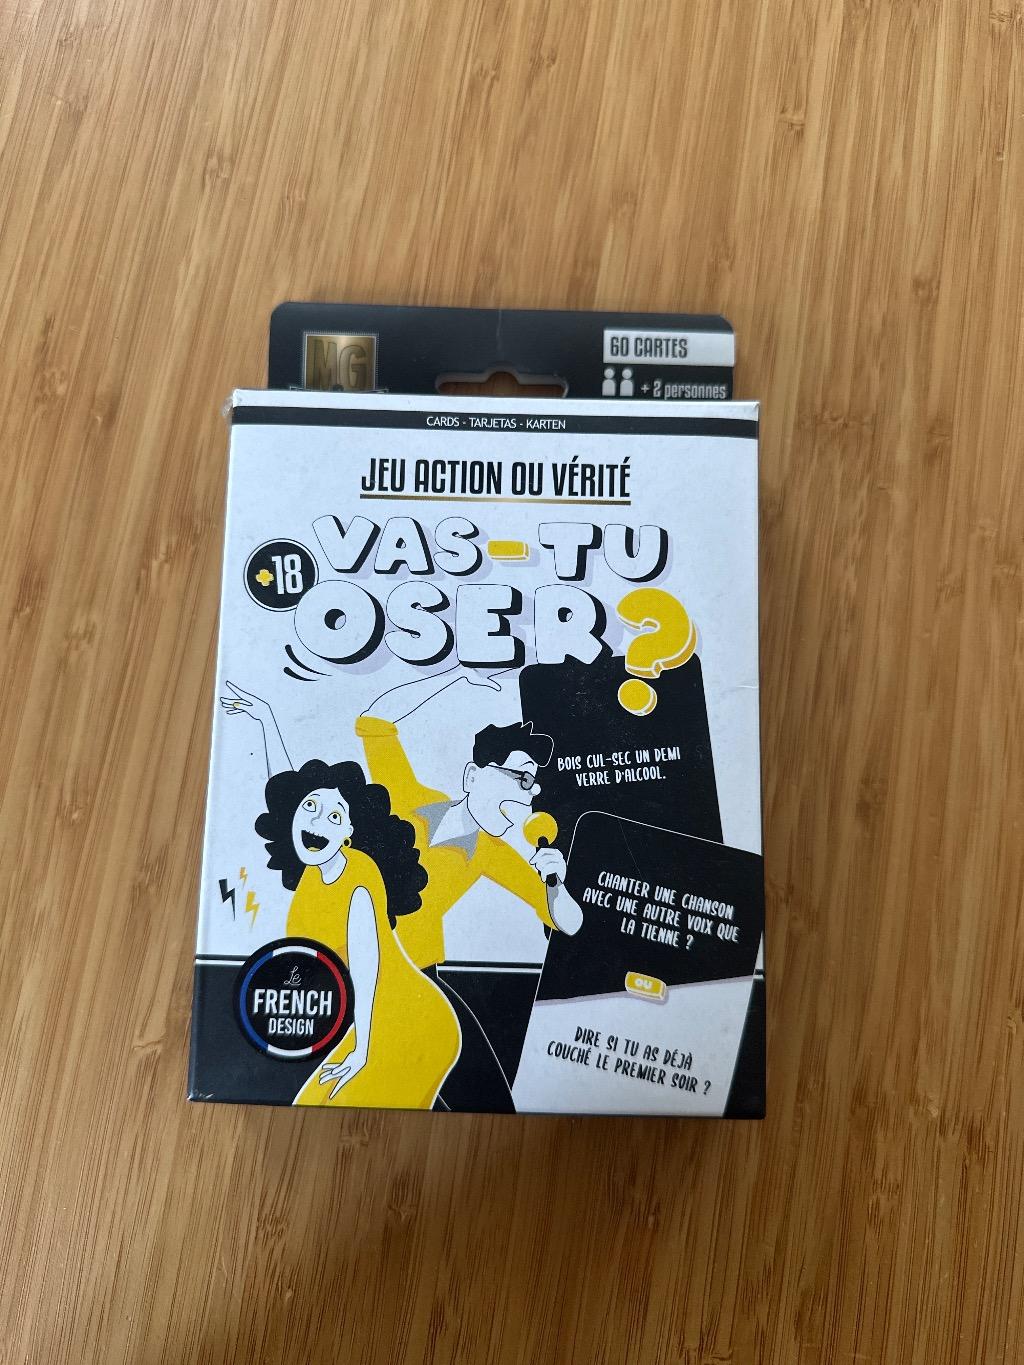 MG
60 CARTES
+ 2 personnes
CARDS - TARJETAS - KARTEN
JEU ACTION OU VÉRITÉ
+18
VAS-TU
OSER ?
BOIS CUL-SEC UN DEMI
VERRE D'ALCOOL.
CHANTER UNE CHANSON
AVEC UNE AUTRE VOIX QUE
LA TIENNE ?
OU
DIRE SI TU AS DÉJÀ
COUCHÉ LE PREMIER SOIR ?
Le
FRENCH
DESIGN